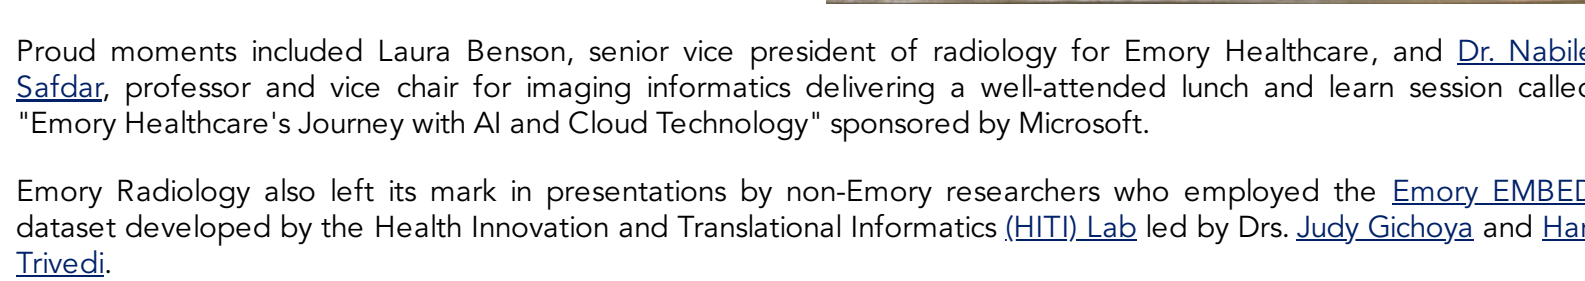 Proud moments included Laura Benson, senior vice president of radiology for Emory Healthcare, and Dr. Nabile
Safdar, professor and vice chair for imaging informatics delivering a well-attended lunch and learn session called
"Emory Healthcare's Journey with AI and Cloud Technology" sponsored by Microsoft.
Emory Radiology also left its mark in presentations by non-Emory researchers who employed the Emory EMBED
dataset developed by the Health Innovation and Translational Informatics (HITI) Lab led by Drs. Judy Gichoya and Har
Trivedi.